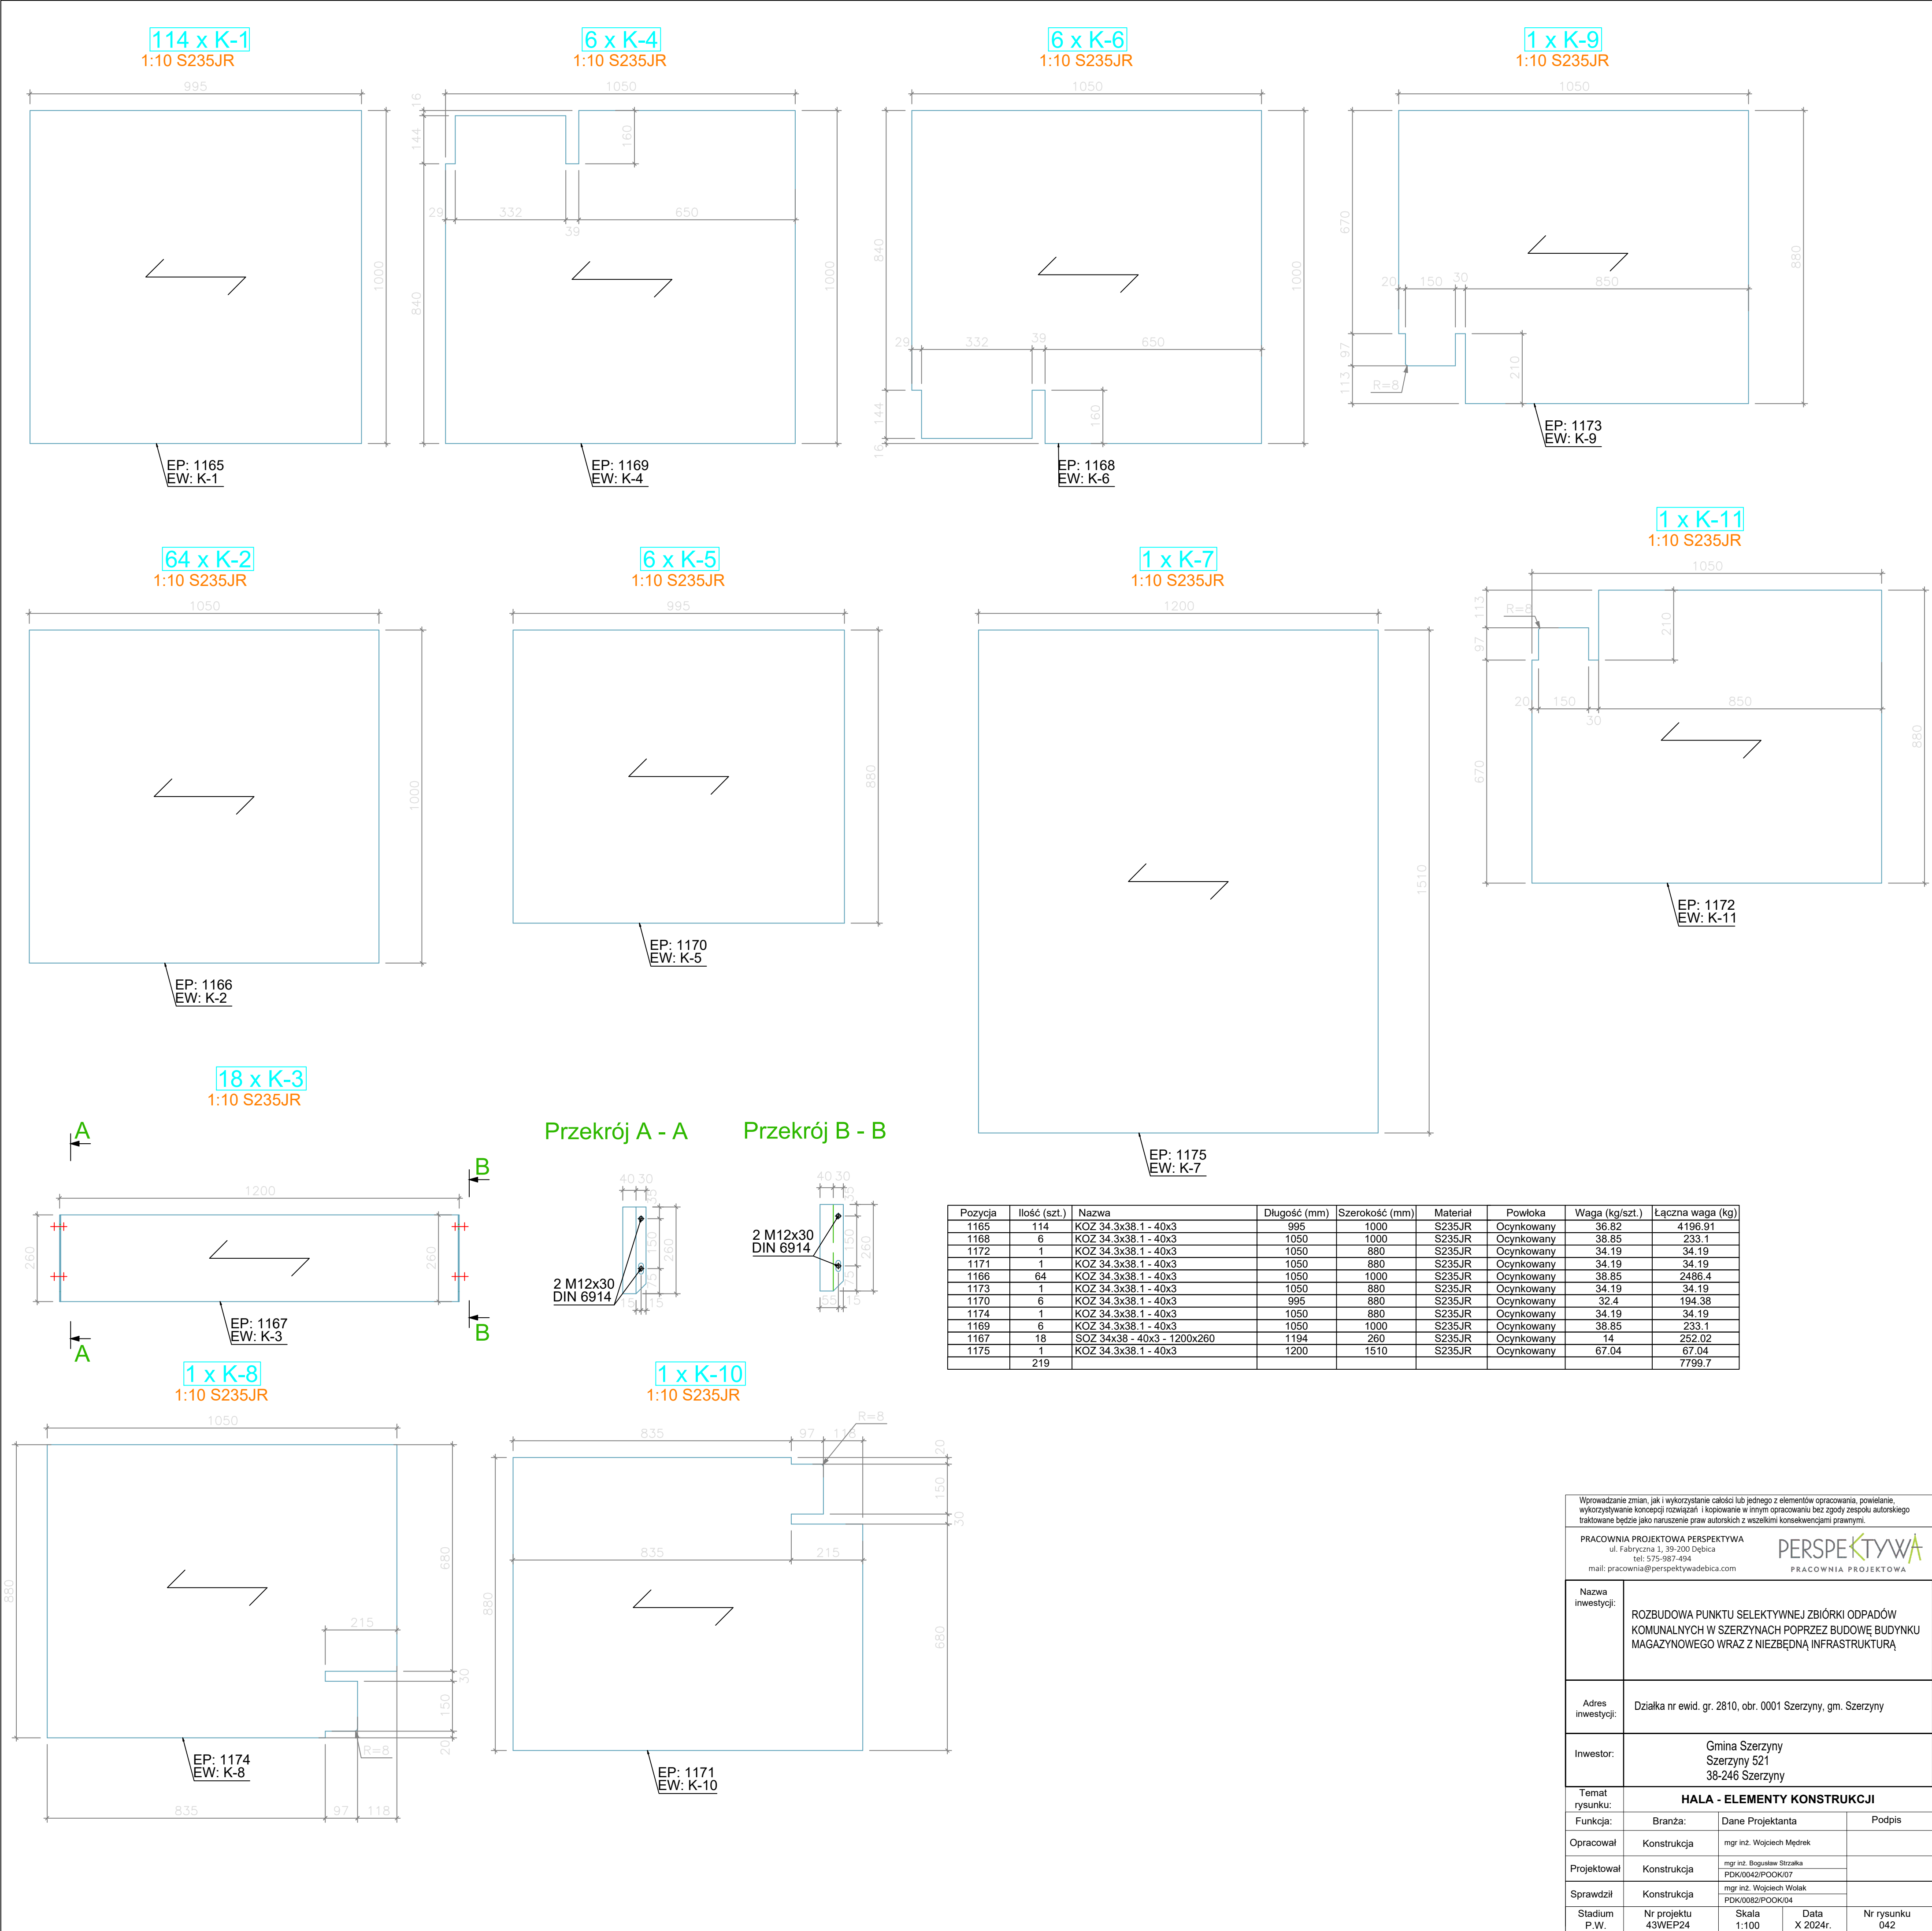 114 x K-1
1:10 S235JR
995
1000
EP: 1165
EW: K-1
6 x K-4
1:10 S235JR
1050
16
144
160
29
332
39
650
840
1000
EP: 1169
EW: K-4
6 x K-6
1:10 S235JR
1050
840
1000
29
332
39
650
144
160
16
EP: 1168
EW: K-6
1 x K-9
1:10 S235JR
1050
670
880
20
150
30
850
97
113
210
R=8
EP: 1173
EW: K-9
64 x K-2
1:10 S235JR
1050
1000
EP: 1166
EW: K-2
6 x K-5
1:10 S235JR
995
880
EP: 1170
EW: K-5
1 x K-7
1:10 S235JR
1200
1510
EP: 1175
EW: K-7
1 x K-11
1:10 S235JR
1050
113
R=8
210
97
20
150
30
850
670
880
EP: 1172
EW: K-11
18 x K-3
1:10 S235JR
A
B
1200
260
260
EP: 1167
EW: K-3
A
B
Przekrój A - A
40 30
35
150
260
75
2 M12x30
DIN 6914
15 15
Przekrój B - B
40 30
35
150
260
75
2 M12x30
DIN 6914
55 15
Pozycja Ilość (szt.) Nazwa Długość (mm) Szerokość (mm) Materiał Powłoka Waga (kg/szt.) Łączna waga (kg)
1165 114 KOZ 34.3x38.1 - 40x3 995 1000 S235JR Ocynkowany 36.82 4196.91
1168 6 KOZ 34.3x38.1 - 40x3 1050 1000 S235JR Ocynkowany 38.85 233.1
1172 1 KOZ 34.3x38.1 - 40x3 1050 880 S235JR Ocynkowany 34.19 34.19
1171 1 KOZ 34.3x38.1 - 40x3 1050 880 S235JR Ocynkowany 34.19 34.19
1166 64 KOZ 34.3x38.1 - 40x3 1050 1000 S235JR Ocynkowany 38.85 2486.4
1173 1 KOZ 34.3x38.1 - 40x3 1050 880 S235JR Ocynkowany 34.19 34.19
1170 6 KOZ 34.3x38.1 - 40x3 995 880 S235JR Ocynkowany 32.4 194.38
1174 1 KOZ 34.3x38.1 - 40x3 1050 880 S235JR Ocynkowany 34.19 34.19
1169 6 KOZ 34.3x38.1 - 40x3 1050 1000 S235JR Ocynkowany 38.85 233.1
1167 18 SOZ 34x38 - 40x3 - 1200x260 1194 260 S235JR Ocynkowany 14 252.02
1175 1 KOZ 34.3x38.1 - 40x3 1200 1510 S235JR Ocynkowany 67.04 67.04
219 7799.7
1 x K-8
1:10 S235JR
1050
880
680
215
30
150
20
R=8
EP: 1174
EW: K-8
835
97
118
1 x K-10
1:10 S235JR
R=8
835
97
118
20
150
30
835
215
880
680
EP: 1171
EW: K-10
Wprowadzanie zmian, jak i wykorzystanie całości lub jednego z elementów opracowania, powielanie,
wykorzystywanie koncepcji rozwiązań i kopiowanie w innym opracowaniu bez zgody zespołu autorskiego
traktowane będzie jako naruszenie praw autorskich z wszelkimi konsekwencjami prawnymi.
PRACOWNIA PROJEKTOWA PERSPEKTYWA
ul. Fabryczna 1, 39-200 Dębica
tel: 575-987-494
mail: pracownia@perspektywadebica.com
PERSPEKTYWA
PRACOWNIA PROJEKTOWA
Nazwa
inwestycji:
ROZBUDOWA PUNKTU SELEKTYWNEJ ZBIÓRKI ODPADÓW
KOMUNALNYCH W SZERZYNACH POPRZEZ BUDOWĘ BUDYNKU
MAGAZYNOWEGO WRAZ Z NIEZBĘDNĄ INFRASTRUKTURĄ
Adres
inwestycji:
Działka nr ewid. gr. 2810, obr. 0001 Szerzyny, gm. Szerzyny
Inwestor:
Gmina Szerzyny
Szerzyny 521
38-246 Szerzyny
Temat
rysunku:
HALA - ELEMENTY KONSTRUKCJI
Funkcja: Branża: Dane Projektanta Podpis
Opracował Konstrukcja mgr inż. Wojciech Mędrek
Projektował Konstrukcja mgr inż. Bogusław Strzałka
PDK/0042/POOK/07
Sprawdził Konstrukcja mgr inż. Wojciech Wolak
PDK/0082/POOK/04
Stadium Nr projektu Skala Data Nr rysunku
P.W. 43WEP24 1:100 X 2024r. 042